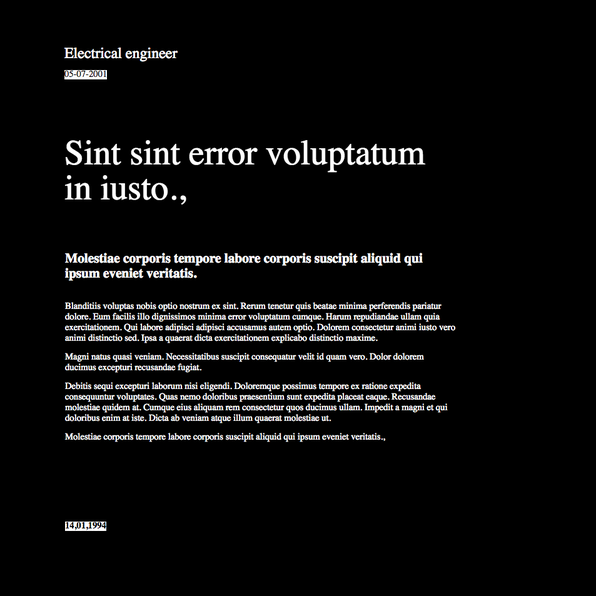 Electrical engineer
05-07-2001
Sint sint error voluptatum
in iusto.,
Molestiae corporis tempore labore corporis suscipit aliquid qui
ipsum eveniet veritatis.
Blanditiis voluptas nobis optio nostrum ex sint. Rerum tenetur quis beatae minima perferendis pariatur
dolore. Eum facilis illo dignissimos minima error voluptatum cumque. Harum repudiandae ullam quia
exercitationem. Qui labore adipisci adipisci accusamus autem optio. Dolorem consectetur animi iusto vero
animi distinctio sed. Ipsa a quaerat dicta exercitationem explicabo distinctio maxime.
Magni natus quasi veniam. Necessitatibus suscipit consequatur velit id quam vero. Dolor dolorem
ducimus excepturi recusandae fugiat.
Debitis sequi excepturi laborum nisi eligendi. Doloremque possimus tempore ex ratione expedita
consequuntur voluptates. Quas nemo doloribus praesentium sunt expedita placeat eaque. Recusandae
molestiae quidem at. Cumque eius aliquam rem consectetur quos ducimus ullam. Impedit a magni et qui
doloribus enim at iste. Dicta ab veniam atque illum quaerat molestiae ut.
Molestiae corporis tempore labore corporis suscipit aliquid qui ipsum eveniet veritatis.,
14,01,1994